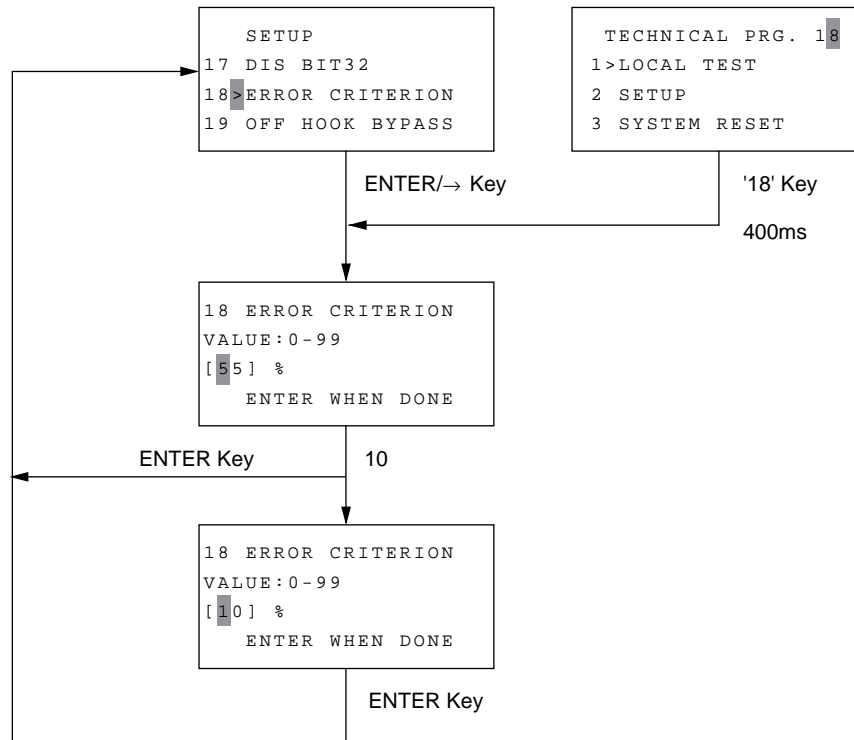 SETUP
17 DIS BIT32
18>ERROR CRITERION
19 OFF HOOK BYPASS
TECHNICAL PRG. 18
1>LOCAL TEST
2 SETUP
3 SYSTEM RESET
ENTER/→ Key
'18' Key
400ms
18 ERROR CRITERION
VALUE:0-99
[55] %
ENTER WHEN DONE
ENTER Key
10
18 ERROR CRITERION
VALUE:0-99
[10] %
ENTER WHEN DONE
ENTER Key